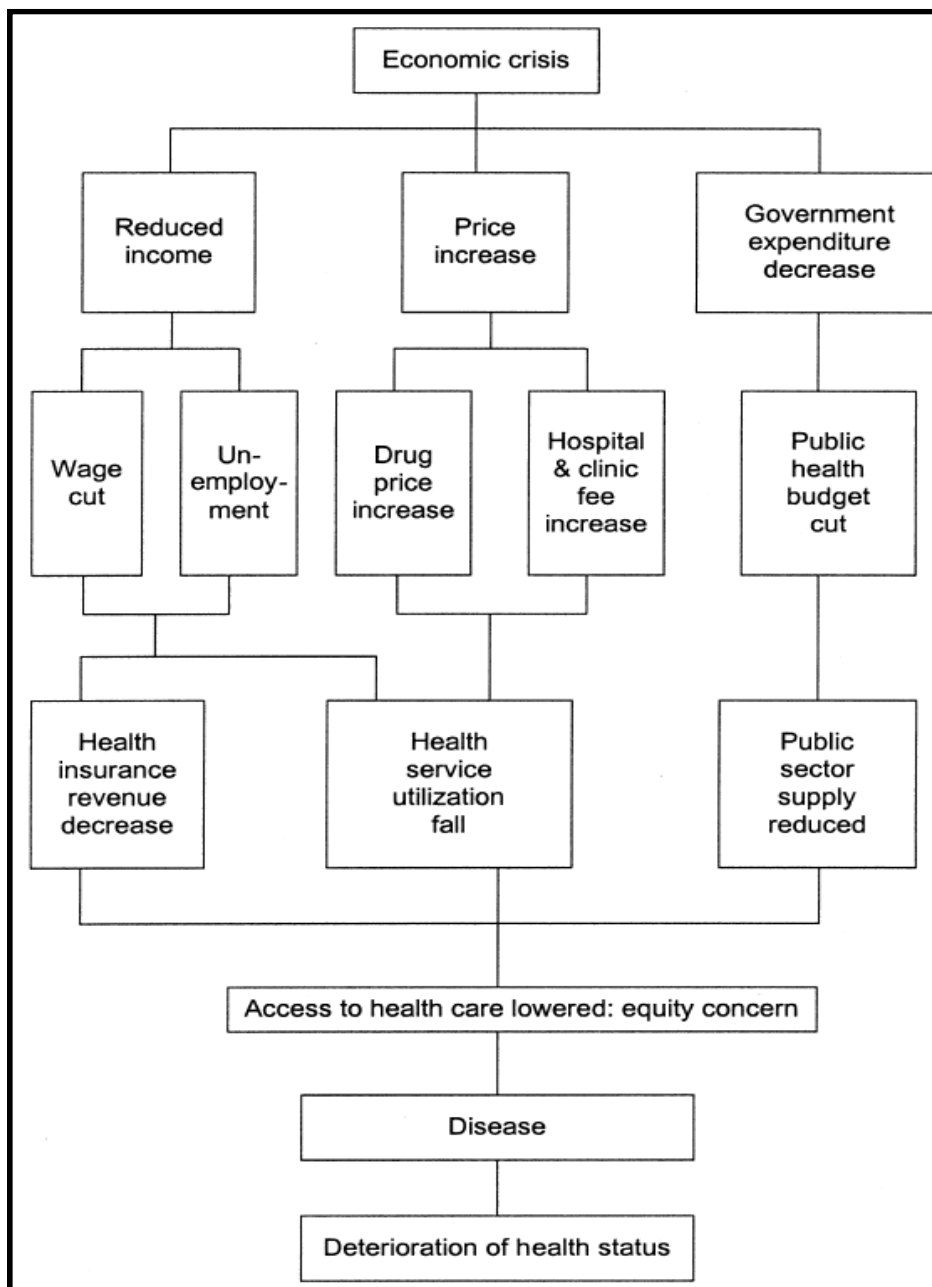 Economic crisis
Reduced
income
Price
increase
Government
expenditure
decrease
Wage
cut
Un-
employ-
ment
Drug
price
increase
Hospital
& clinic
fee
increase
Public
health
budget
cut
Health
insurance
revenue
decrease
Health
service
utilization
fall
Public
sector
supply
reduced
Access to health care lowered: equity concern
Disease
Deterioration of health status